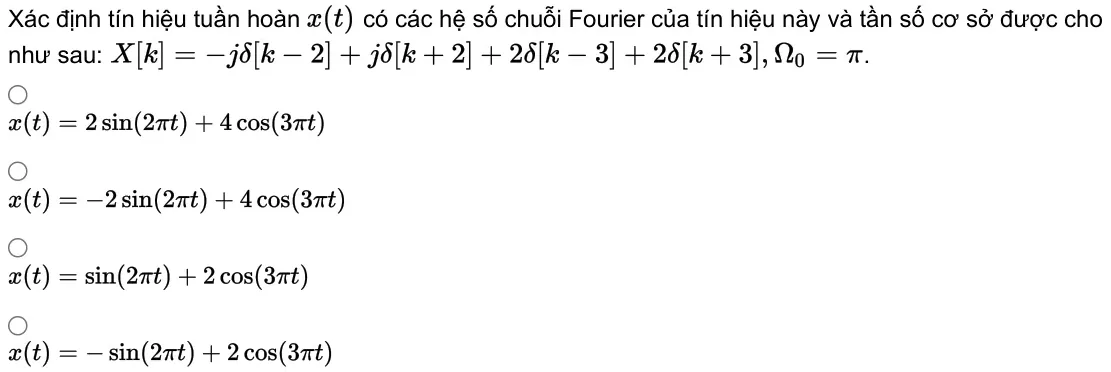 Xác định tín hiệu tuần hoàn x(t) có các hệ số chuỗi Fourier của tín hiệu này và tần số cơ sở được cho
như sau: X[k] = −jδ[k − 2] + jδ[k + 2] + 2δ[k − 3] + 2δ[k + 3], Ω₀ = π.
x(t) = 2 sin(2πt) + 4 cos(3πt)
x(t) = −2 sin(2πt) + 4 cos(3πt)
x(t) = sin(2πt) + 2 cos(3πt)
x(t) = − sin(2πt) + 2 cos(3πt)